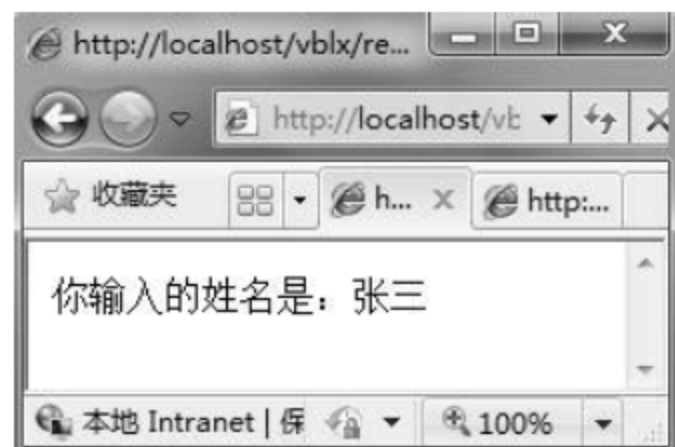 http://localhost/vblx/re...
http://localhost/vb
收藏夹
h...
http:...
你输入的姓名是：张三
本地 Intranet | 保
100%